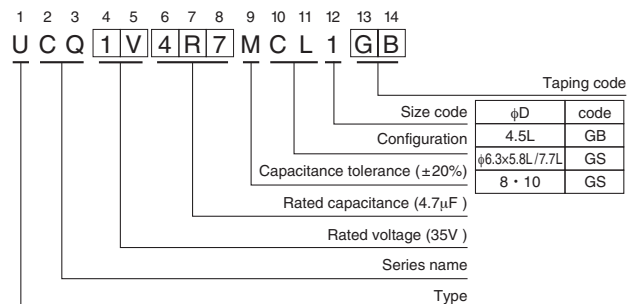 1 2 3 4 5 6 7 8 9 10 11 12 13 14
U C Q 1 V 4 R 7 M C L 1 G B
Taping code
Size code
φD code
Configuration
4.5L GB
Capacitance tolerance (±20%)
φ6.3×5.8L/7.7L GS
8・10 GS
Rated capacitance (4.7μF )
Rated voltage (35V )
Series name
Type